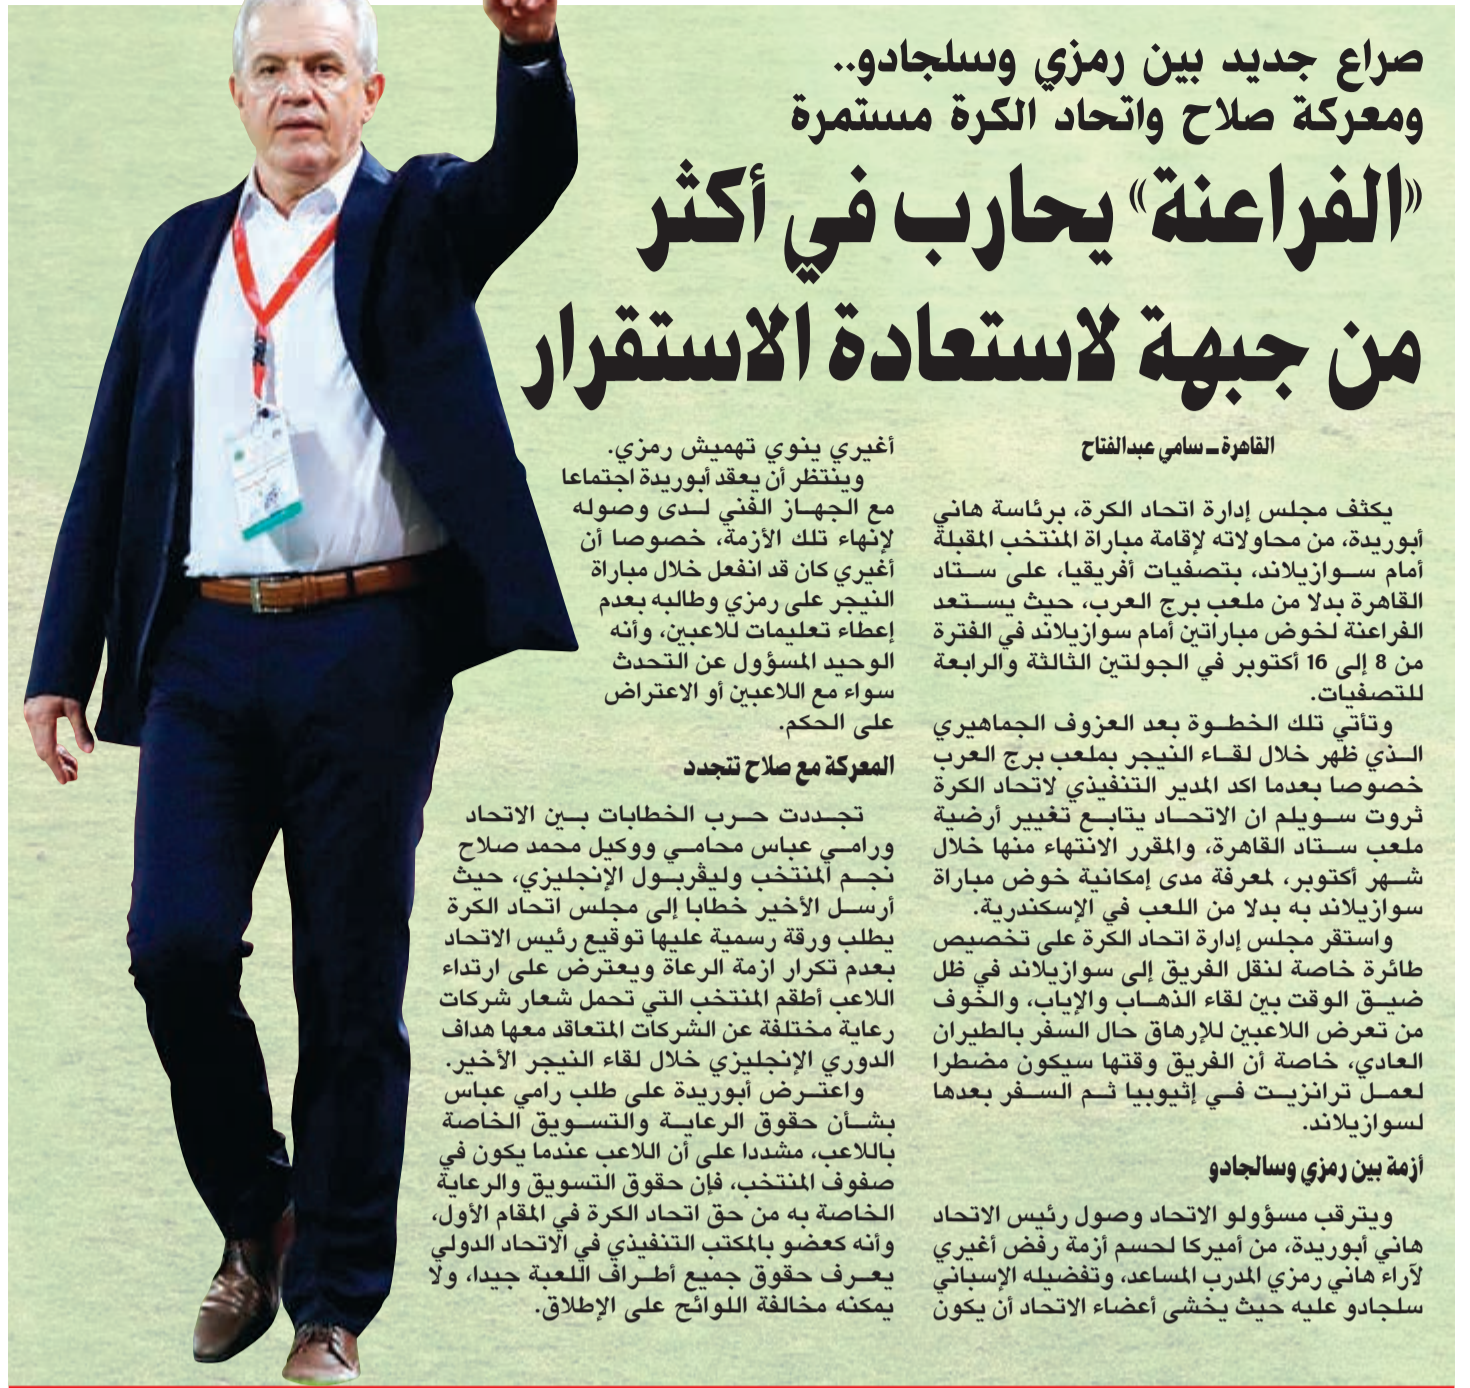 صراع جديد بين رمزي وسلجادو..
ومعركة صلاح واتحاد الكرة مستمرة
«الفراعنة» يحارب في أكثر
من جبهة لاستعادة الاستقرار
القاهرة ــ سامي عبدالفتاح
يكثف مجلس إدارة اتحاد الكرة، برئاسة هاني
أبوريدة، من محاولاته لإقامة مباراة المنتخب المقبلة
أمام سوازيلاند، بتصفيات أفريقيا، على ستاد
القاهرة بدلا من ملعب برج العرب، حيث يستعد
الفراعنة لخوض مباراتين أمام سوازيلاند في الفترة
من 8 إلى 16 أكتوبر في الجولتين الثالثة والرابعة
للتصفيات.
وتأتي تلك الخطوة بعد العزوف الجماهيري
الذي ظهر خلال لقاء النيجر بملعب برج العرب
خصوصا بعدما اكد المدير التنفيذي لاتحاد الكرة
ثروت سويلم ان الاتحاد يتابع تغيير أرضية
ملعب ستاد القاهرة، والمقرر الانتهاء منها خلال
شهر أكتوبر، لمعرفة مدى إمكانية خوض مباراة
سوازيلاند به بدلا من اللعب في الإسكندرية.
واستقر مجلس إدارة اتحاد الكرة على تخصيص
طائرة خاصة لنقل الفريق إلى سوازيلاند في ظل
ضيق الوقت بين لقاء الذهاب والإياب، والخوف
من تعرض اللاعبين للإرهاق حال السفر بالطيران
العادي، خاصة أن الفريق وقتها سيكون مضطرا
لعمل ترانزيت في إثيوبيا ثم السفر بعدها
لسوازيلاند.
أزمة بين رمزي وسالجادو
ويترقب مسؤولو الاتحاد وصول رئيس الاتحاد
هاني أبوريدة، من أميركا لحسم أزمة رفض أغيري
لآراء هاني رمزي المدرب المساعد، وتفضيله الإسباني
سلجادو عليه حيث يخشى أعضاء الاتحاد أن يكون
أغيري ينوي تهميش رمزي.
وينتظر أن يعقد أبوريدة اجتماعا
مع الجهاز الفني لدى وصوله
لإنهاء تلك الأزمة، خصوصا أن
أغيري كان قد انفعل خلال مباراة
النيجر على رمزي وطالبه بعدم
إعطاء تعليمات للاعبين، وأنه
الوحيد المسؤول عن التحدث
سواء مع اللاعبين أو الاعتراض
على الحكم.
المعركة مع صلاح تتجدد
تجددت حرب الخطابات بين الاتحاد
ورامي عباس محامي ووكيل محمد صلاح
نجم المنتخب وليڤربول الإنجليزي، حيث
أرسل الأخير خطابا إلى مجلس اتحاد الكرة
يطلب ورقة رسمية عليها توقيع رئيس الاتحاد
بعدم تكرار ازمة الرعاة ويعترض على ارتداء
اللاعب أطقم المنتخب التي تحمل شعار شركات
رعاية مختلفة عن الشركات المتعاقد معها هداف
الدوري الإنجليزي خلال لقاء النيجر الأخير.
واعترض أبوريدة على طلب رامي عباس
بشأن حقوق الرعاية والتسويق الخاصة
باللاعب، مشددا على أن اللاعب عندما يكون في
صفوف المنتخب، فإن حقوق التسويق والرعاية
الخاصة به من حق اتحاد الكرة في المقام الأول،
وأنه كعضو بالمكتب التنفيذي في الاتحاد الدولي
يعرف حقوق جميع أطراف اللعبة جيدا، ولا
يمكنه مخالفة اللوائح على الإطلاق.